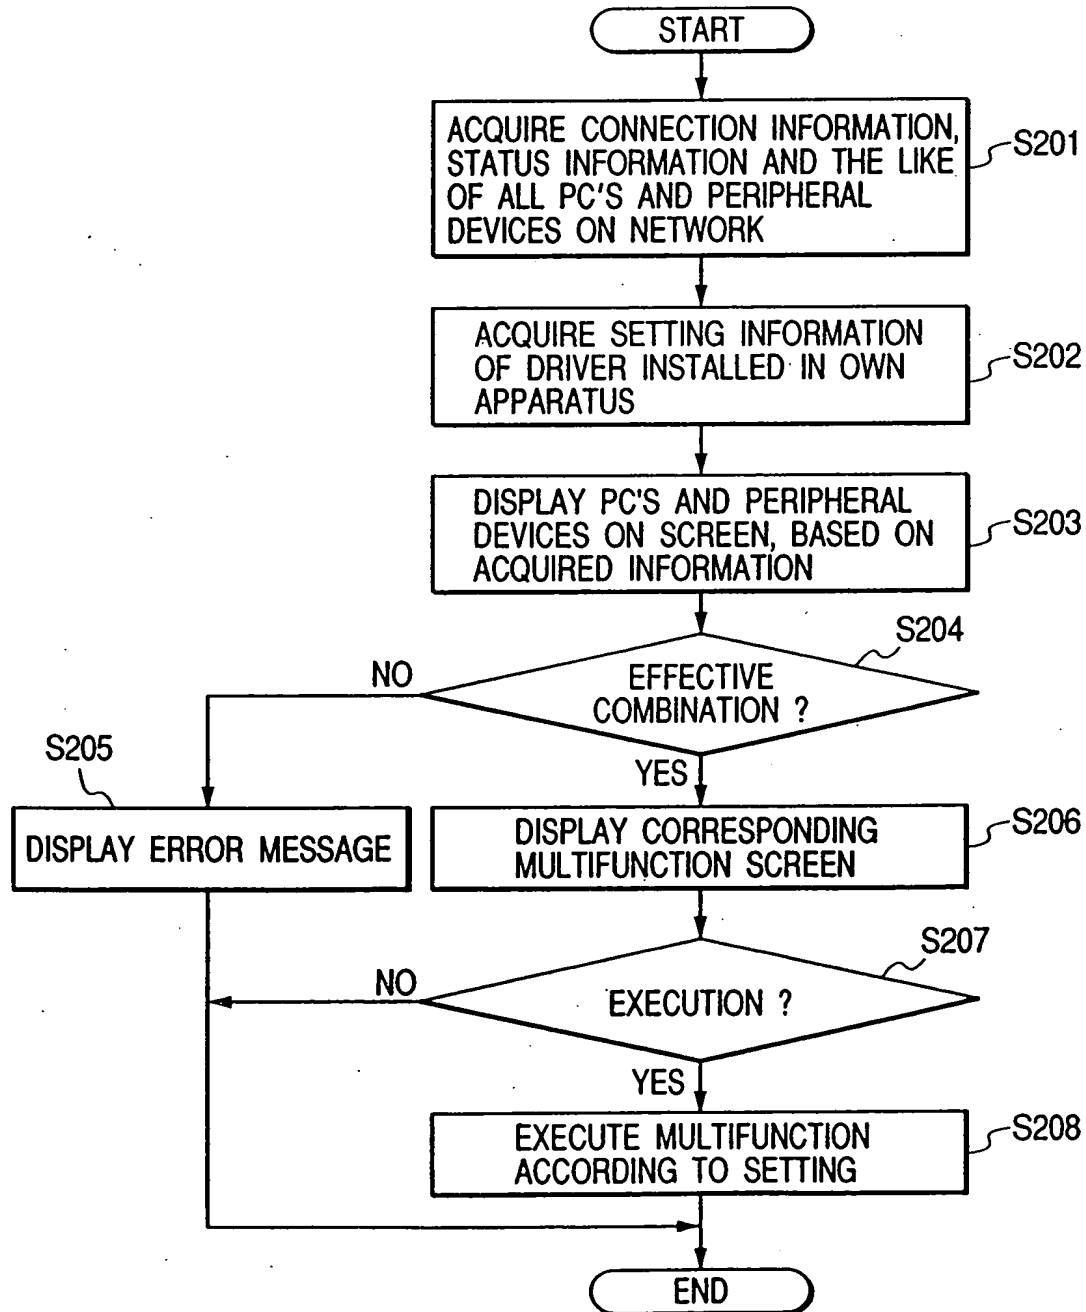 START
ACQUIRE CONNECTION INFORMATION,
STATUS INFORMATION AND THE LIKE
OF ALL PC'S AND PERIPHERAL
DEVICES ON NETWORK
S201
ACQUIRE SETTING INFORMATION
OF DRIVER INSTALLED IN OWN
APPARATUS
S202
DISPLAY PC'S AND PERIPHERAL
DEVICES ON SCREEN, BASED ON
ACQUIRED INFORMATION
S203
S204
NO
EFFECTIVE
COMBINATION ?
YES
S205
DISPLAY ERROR MESSAGE
DISPLAY CORRESPONDING
MULTIFUNCTION SCREEN
S206
S207
NO
EXECUTION ?
YES
EXECUTE MULTIFUNCTION
ACCORDING TO SETTING
S208
END